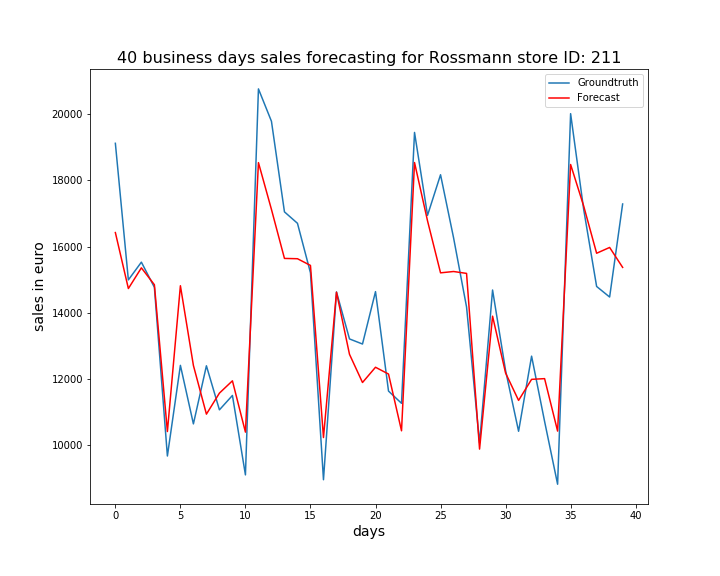 40 business days sales forecasting for Rossmann store ID: 211
Groundtruth
Forecast
20000
18000
16000
14000
12000
10000
sales in euro
0 5 10 15 20 25 30 35 40
days